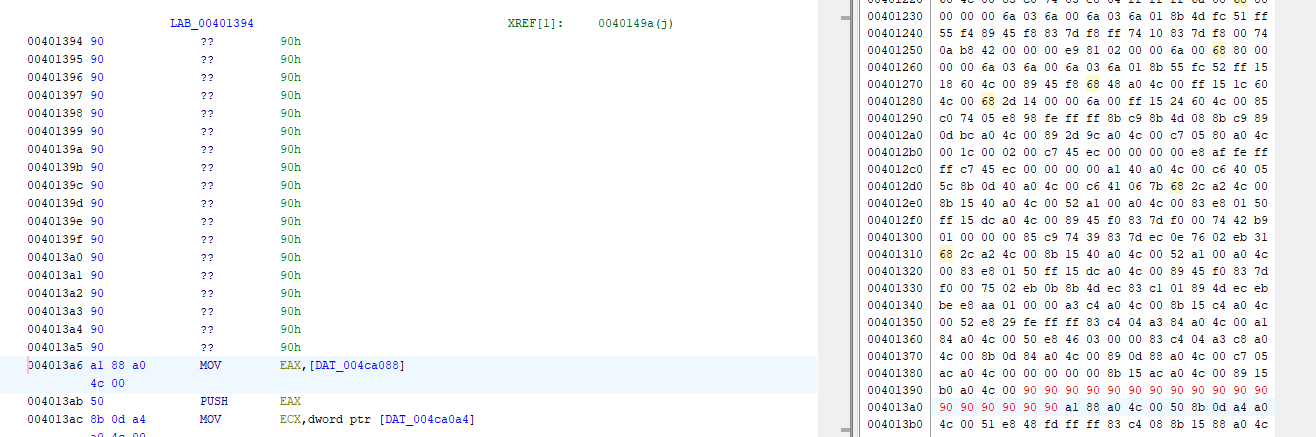 LAB_00401394 XREF[1]: 0040149a(j)
00401394 90 ?? 90h
00401395 90 ?? 90h
00401396 90 ?? 90h
00401397 90 ?? 90h
00401398 90 ?? 90h
00401399 90 ?? 90h
0040139a 90 ?? 90h
0040139b 90 ?? 90h
0040139c 90 ?? 90h
0040139d 90 ?? 90h
0040139e 90 ?? 90h
0040139f 90 ?? 90h
004013a0 90 ?? 90h
004013a1 90 ?? 90h
004013a2 90 ?? 90h
004013a3 90 ?? 90h
004013a4 90 ?? 90h
004013a5 90 ?? 90h
004013a6 a1 88 a0 MOV EAX,[DAT_004ca088]
4c 00
004013ab 50 PUSH EAX
004013ac 8b 0d a4 MOV ECX,dword ptr [DAT_004ca0a4]
00401230 00 00 00 6a 03 6a 00 6a 03 6a 01 8b 4d fc 51 ff
00401240 55 f4 89 45 f8 83 7d f8 ff 74 10 83 7d f8 00 74
00401250 0a b8 42 00 00 00 e9 81 02 00 00 6a 00 68 80 00
00401260 00 00 6a 03 6a 00 6a 03 6a 01 8b 55 fc 52 ff 15
00401270 18 60 4c 00 89 45 f8 68 48 a0 4c 00 ff 15 1c 60
00401280 4c 00 68 2d 14 00 00 6a 00 ff 15 24 60 4c 00 85
00401290 c0 74 05 e8 98 fe ff ff 8b c9 8b 4d 08 8b c9 89
004012a0 0d bc a0 4c 00 89 2d 9c a0 4c 00 c7 05 80 a0 4c
004012b0 00 1c 00 02 00 c7 45 ec 00 00 00 00 e8 af fe ff
004012c0 ff c7 45 ec 00 00 00 00 a1 40 a0 4c 00 c6 40 05
004012d0 5c 8b 0d 40 a0 4c 00 c6 41 06 7b 68 2c a2 4c 00
004012e0 8b 15 40 a0 4c 00 52 a1 00 a0 4c 00 83 e8 01 50
004012f0 ff 15 dc a0 4c 00 89 45 f0 83 7d f0 00 74 42 b9
00401300 01 00 00 00 85 c9 74 39 83 7d ec 0e 76 02 eb 31
00401310 68 2c a2 4c 00 8b 15 40 a0 4c 00 52 a1 00 a0 4c
00401320 00 83 e8 01 50 ff 15 dc a0 4c 00 89 45 f0 83 7d
00401330 f0 00 75 02 eb 0b 8b 4d ec 83 c1 01 89 4d ec eb
00401340 be e8 aa 01 00 00 a3 c4 a0 4c 00 8b 15 c4 a0 4c
00401350 00 52 e8 29 fe ff ff 83 c4 04 a3 84 a0 4c 00 a1
00401360 84 a0 4c 00 50 e8 46 03 00 00 83 c4 04 a3 c8 a0
00401370 4c 00 8b 0d 84 a0 4c 00 89 0d 88 a0 4c 00 c7 05
00401380 ac a0 4c 00 00 00 00 00 8b 15 ac a0 4c 00 89 15
00401390 b0 a0 4c 00 90 90 90 90 90 90 90 90 90 90 90 90
004013a0 90 90 90 90 90 90 a1 88 a0 4c 00 50 8b 0d a4 a0
004013b0 4c 00 51 e8 48 fd ff ff 83 c4 08 8b 15 88 a0 4c